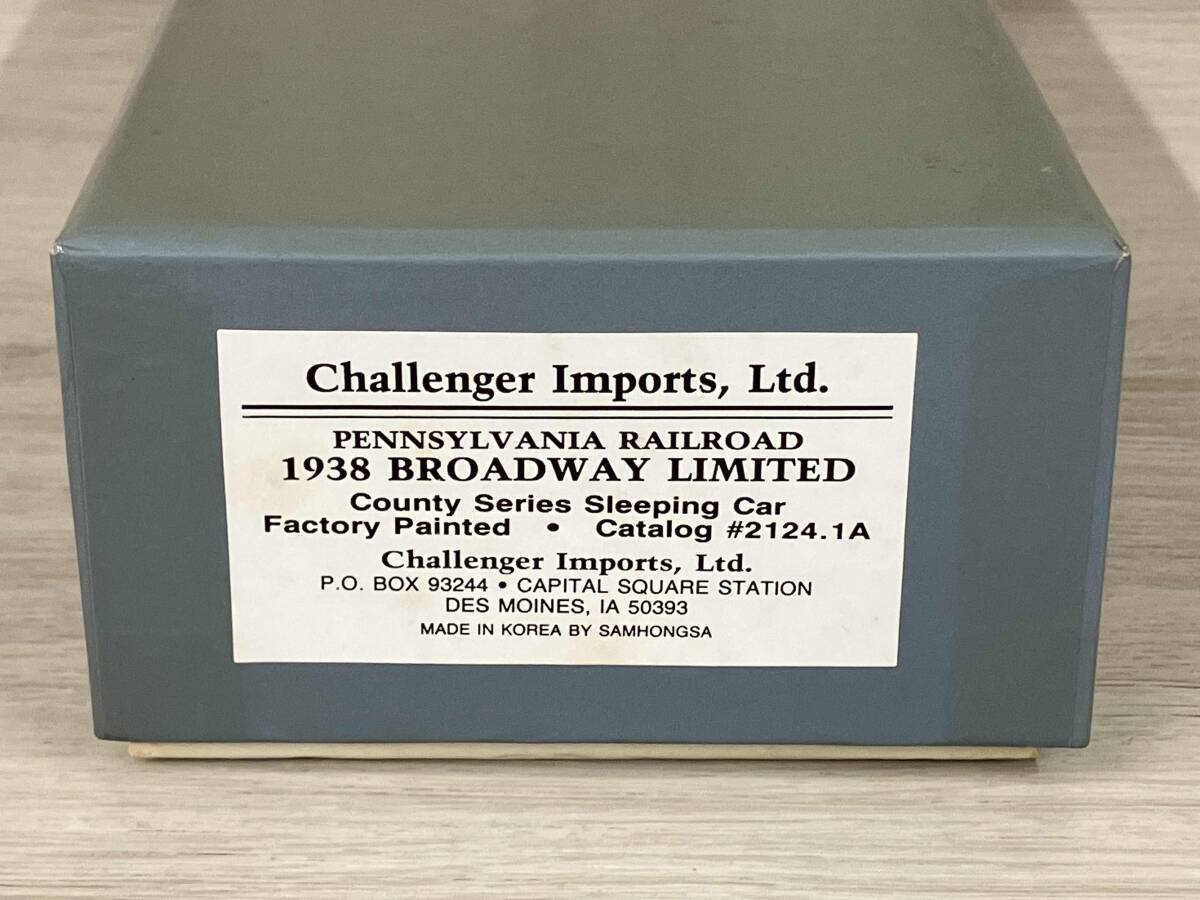 Challenger Imports, Ltd.
PENNSYLVANIA RAILROAD
1938 BROADWAY LIMITED
County Series Sleeping Car
Factory Painted • Catalog #2124.1A
Challenger Imports, Ltd.
P.O. BOX 93244 • CAPITAL SQUARE STATION
DES MOINES, IA 50393
MADE IN KOREA BY SAMHONGSA